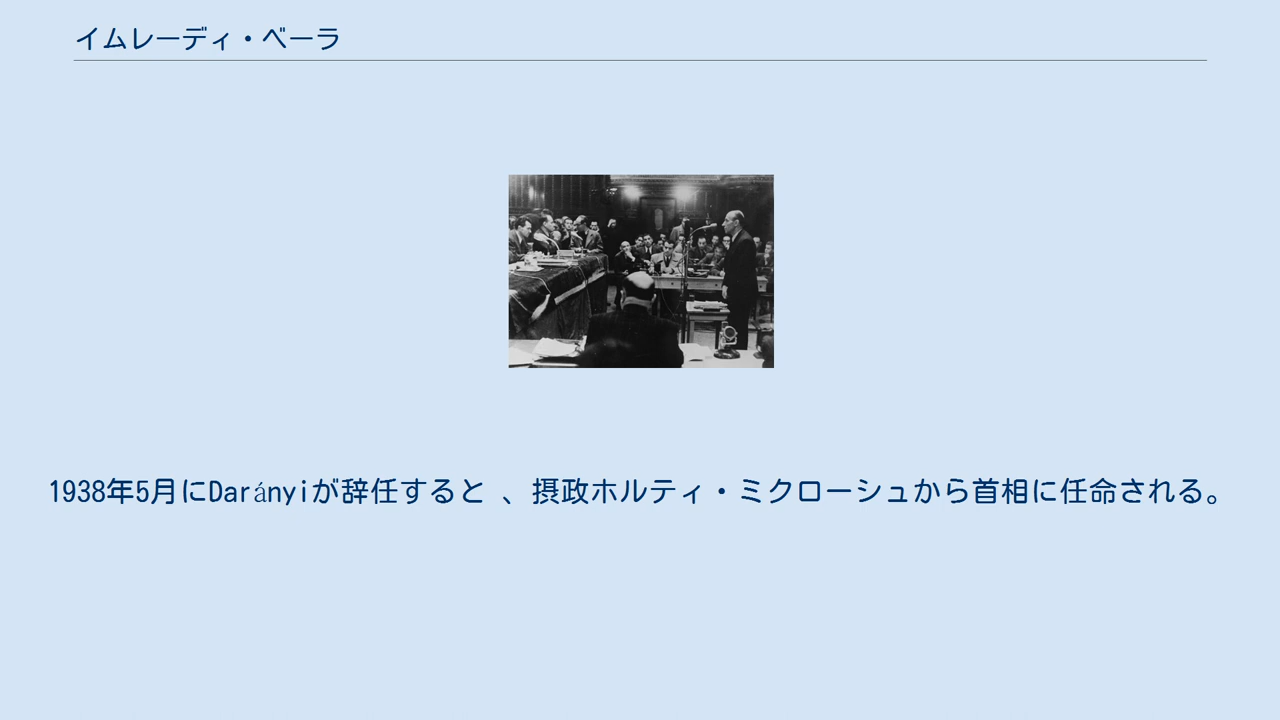 イムレーディ・ベーラ
1938年5月にDarányiが辞任すると 、摂政ホルティ・ミクローシュから首相に任命される。